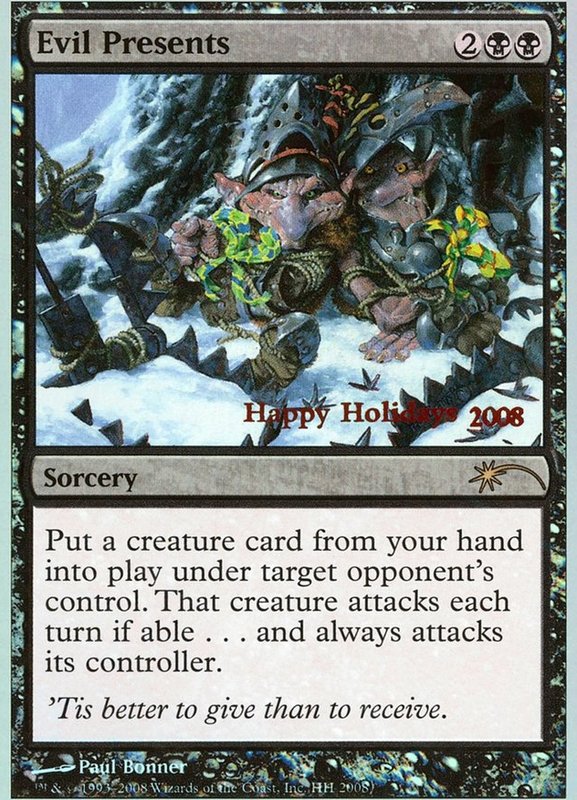 Evil Presents 2
Happy Holidays 2008
Sorcery
Put a creature card from your hand
into play under target opponent's
control. That creature attacks each
turn if able . . . and always attacks
its controller.
'Tis better to give than to receive.
Paul Bonner
™ & © 1993–2008 Wizards of the Coast, Inc. HH 2008